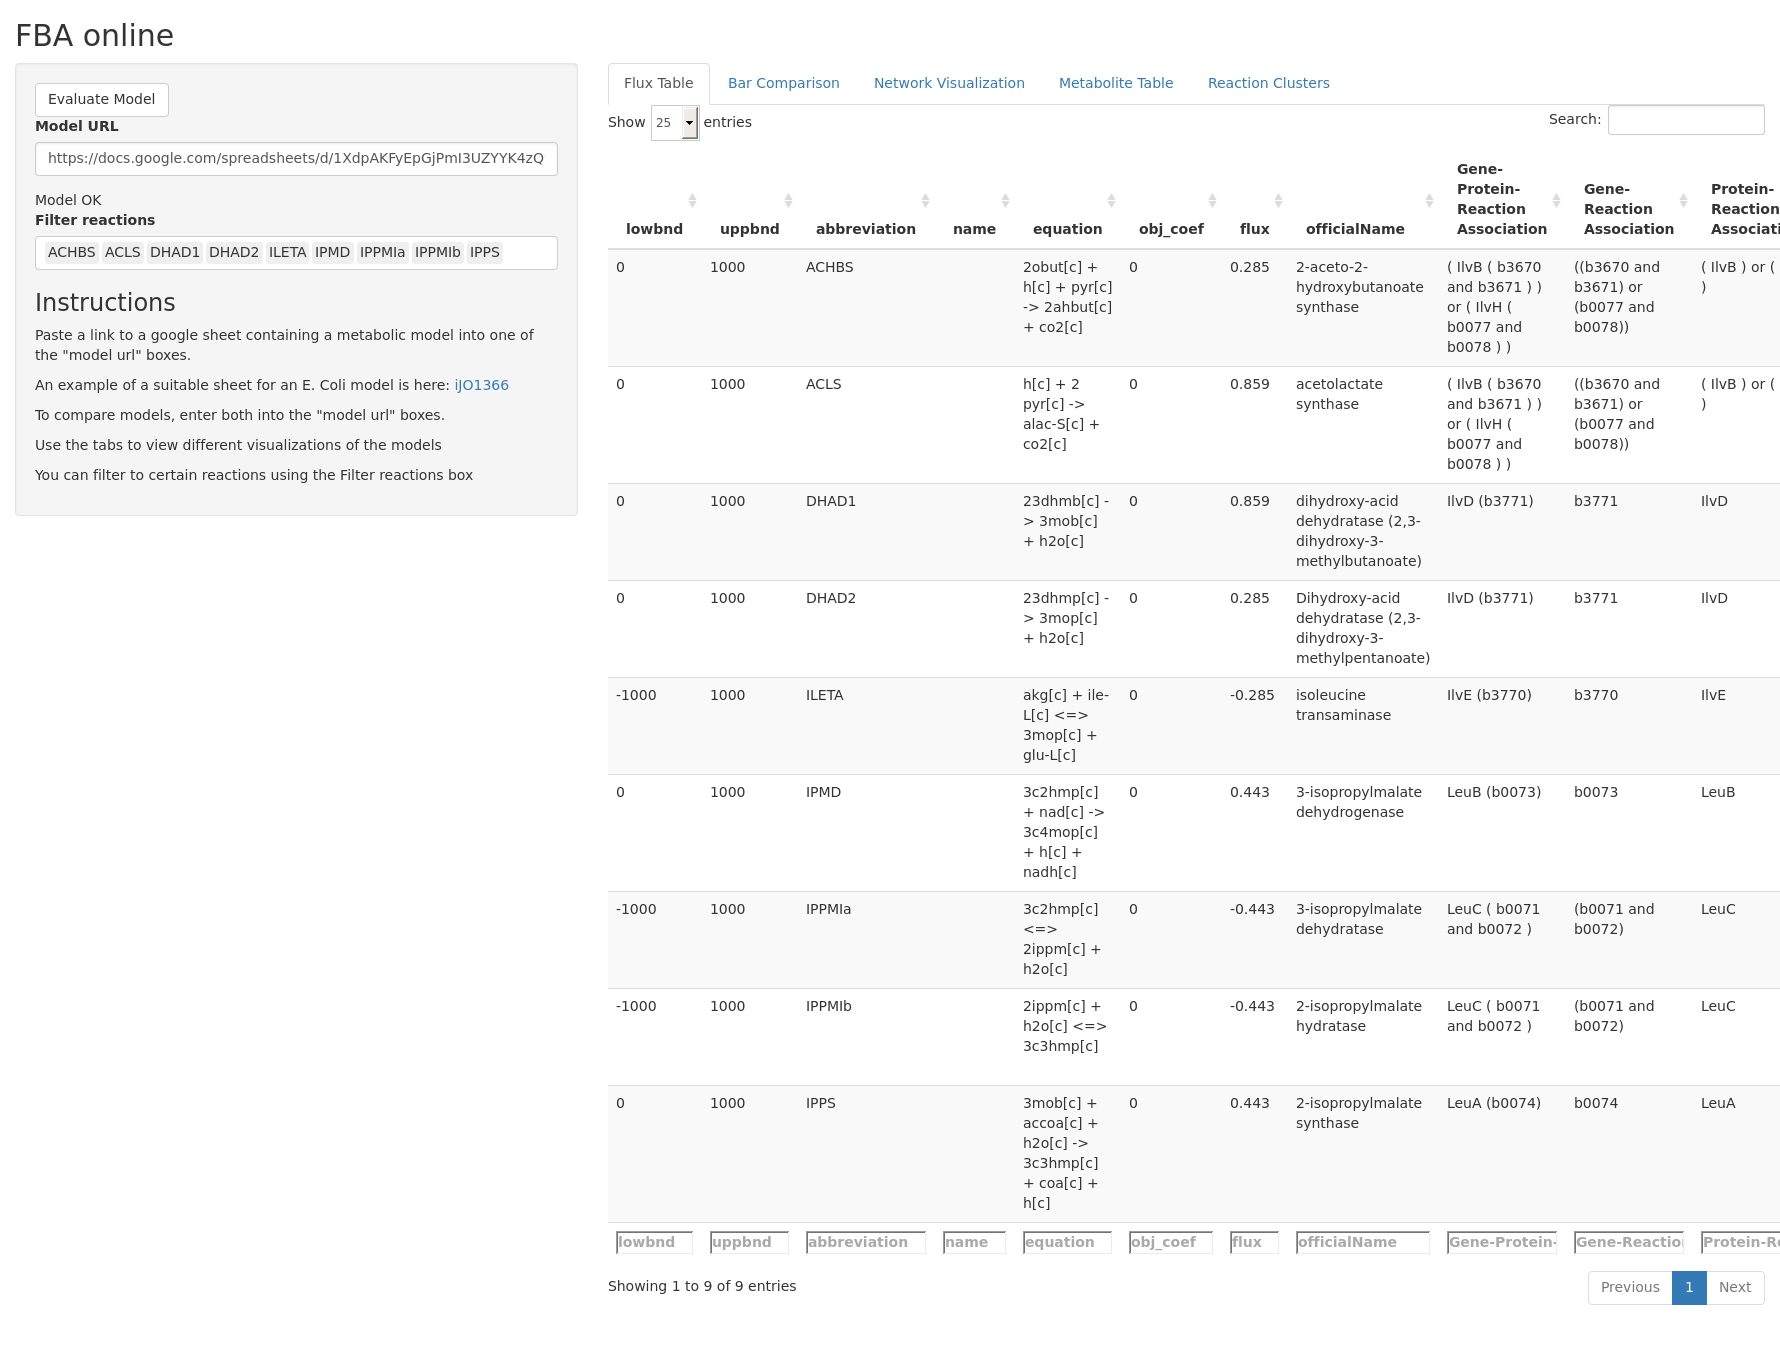 FBA online
Evaluate Model
Model URL
https://docs.google.com/spreadsheets/d/1XdpAKFyEpGjPmI3UZYYK4zQ
Model OK
Filter reactions
ACHBS ACLS DHAD1 DHAD2 ILETA IPMD IPPMIa IPPMIb IPPS
Instructions
Paste a link to a google sheet containing a metabolic model into one of
the "model url" boxes.
An example of a suitable sheet for an E. Coli model is here: iJO1366
To compare models, enter both into the "model url" boxes.
Use the tabs to view different visualizations of the models
You can filter to certain reactions using the Filter reactions box
Flux Table Bar Comparison Network Visualization Metabolite Table Reaction Clusters
Show 25 entries Search:
Gene-
Protein- Gene- Protein-
Reaction Reaction Reaction
lowbnd uppbnd abbreviation name equation obj_coef flux officialName Association Association Associati
0 1000 ACHBS 2obut[c] + 0 0.285 2-aceto-2- ( IlvB ( b3670 ((b3670 and ( IlvB ) or (
h[c] + pyr[c] hydroxybutanoate and b3671 ) ) b3671) or )
-> 2ahbut[c] synthase or ( IlvH ( (b0077 and
+ co2[c] b0077 and b0078))
b0078 ) )
0 1000 ACLS h[c] + 2 0 0.859 acetolactate ( IlvB ( b3670 ((b3670 and ( IlvB ) or (
pyr[c] -> synthase and b3671 ) ) b3671) or )
alac-S[c] + or ( IlvH ( (b0077 and
co2[c] b0077 and b0078))
b0078 ) )
0 1000 DHAD1 23dhmb[c] - 0 0.859 dihydroxy-acid IlvD (b3771) b3771 IlvD
> 3mob[c] dehydratase (2,3-
+ h2o[c] dihydroxy-3-
methylbutanoate)
0 1000 DHAD2 23dhmp[c] - 0 0.285 Dihydroxy-acid IlvD (b3771) b3771 IlvD
> 3mop[c] dehydratase (2,3-
+ h2o[c] dihydroxy-3-
methylpentanoate)
-1000 1000 ILETA akg[c] + ile- 0 -0.285 isoleucine IlvE (b3770) b3770 IlvE
L[c] <=> transaminase
3mop[c] +
glu-L[c]
0 1000 IPMD 3c2hmp[c] 0 0.443 3-isopropylmalate LeuB (b0073) b0073 LeuB
+ nad[c] -> dehydrogenase
3c4mop[c]
+ h[c] +
nadh[c]
-1000 1000 IPPMIa 3c2hmp[c] 0 -0.443 3-isopropylmalate LeuC ( b0071 (b0071 and LeuC
<=> dehydratase and b0072 ) b0072)
2ippm[c] +
h2o[c]
-1000 1000 IPPMIb 2ippm[c] + 0 -0.443 2-isopropylmalate LeuC ( b0071 (b0071 and LeuC
h2o[c] <=> hydratase and b0072 ) b0072)
3c3hmp[c]
0 1000 IPPS 3mob[c] + 0 0.443 2-isopropylmalate LeuA (b0074) b0074 LeuA
accoa[c] + synthase
h2o[c] ->
3c3hmp[c]
+ coa[c] +
h[c]
lowbnd uppbnd abbreviation name equation obj_coef flux officialName Gene-Protein- Gene-Reaction Protein-Re
Showing 1 to 9 of 9 entries Previous 1 Next